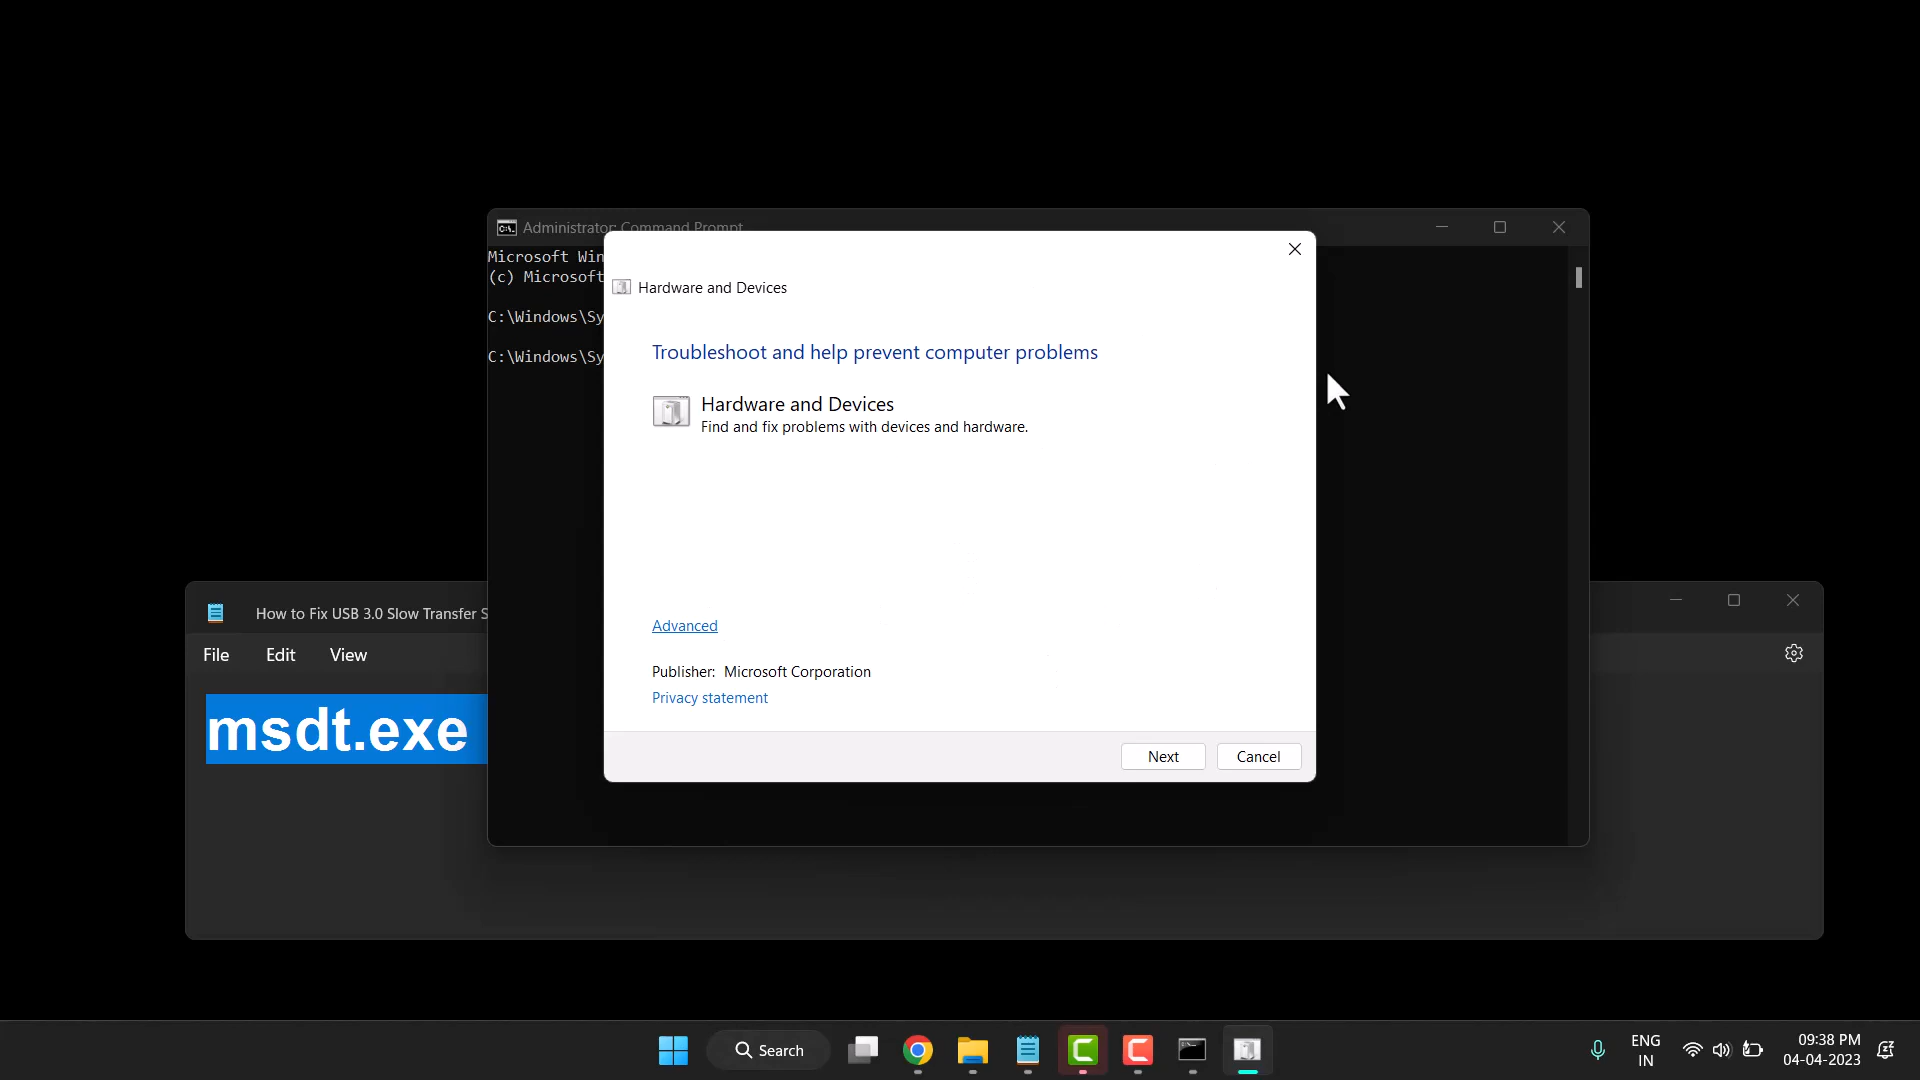 Administrator: Command Prompt
Microsoft Win
(c) Microsoft
C:\Windows\Sy
C:\Windows\Sy
Hardware and Devices
Troubleshoot and help prevent computer problems
Hardware and Devices
Find and fix problems with devices and hardware.
Advanced
Publisher: Microsoft Corporation
Privacy statement
Next Cancel
How to Fix USB 3.0 Slow Transfer S
File Edit View
msdt.exe
Search
ENG
IN
09:38 PM
04-04-2023